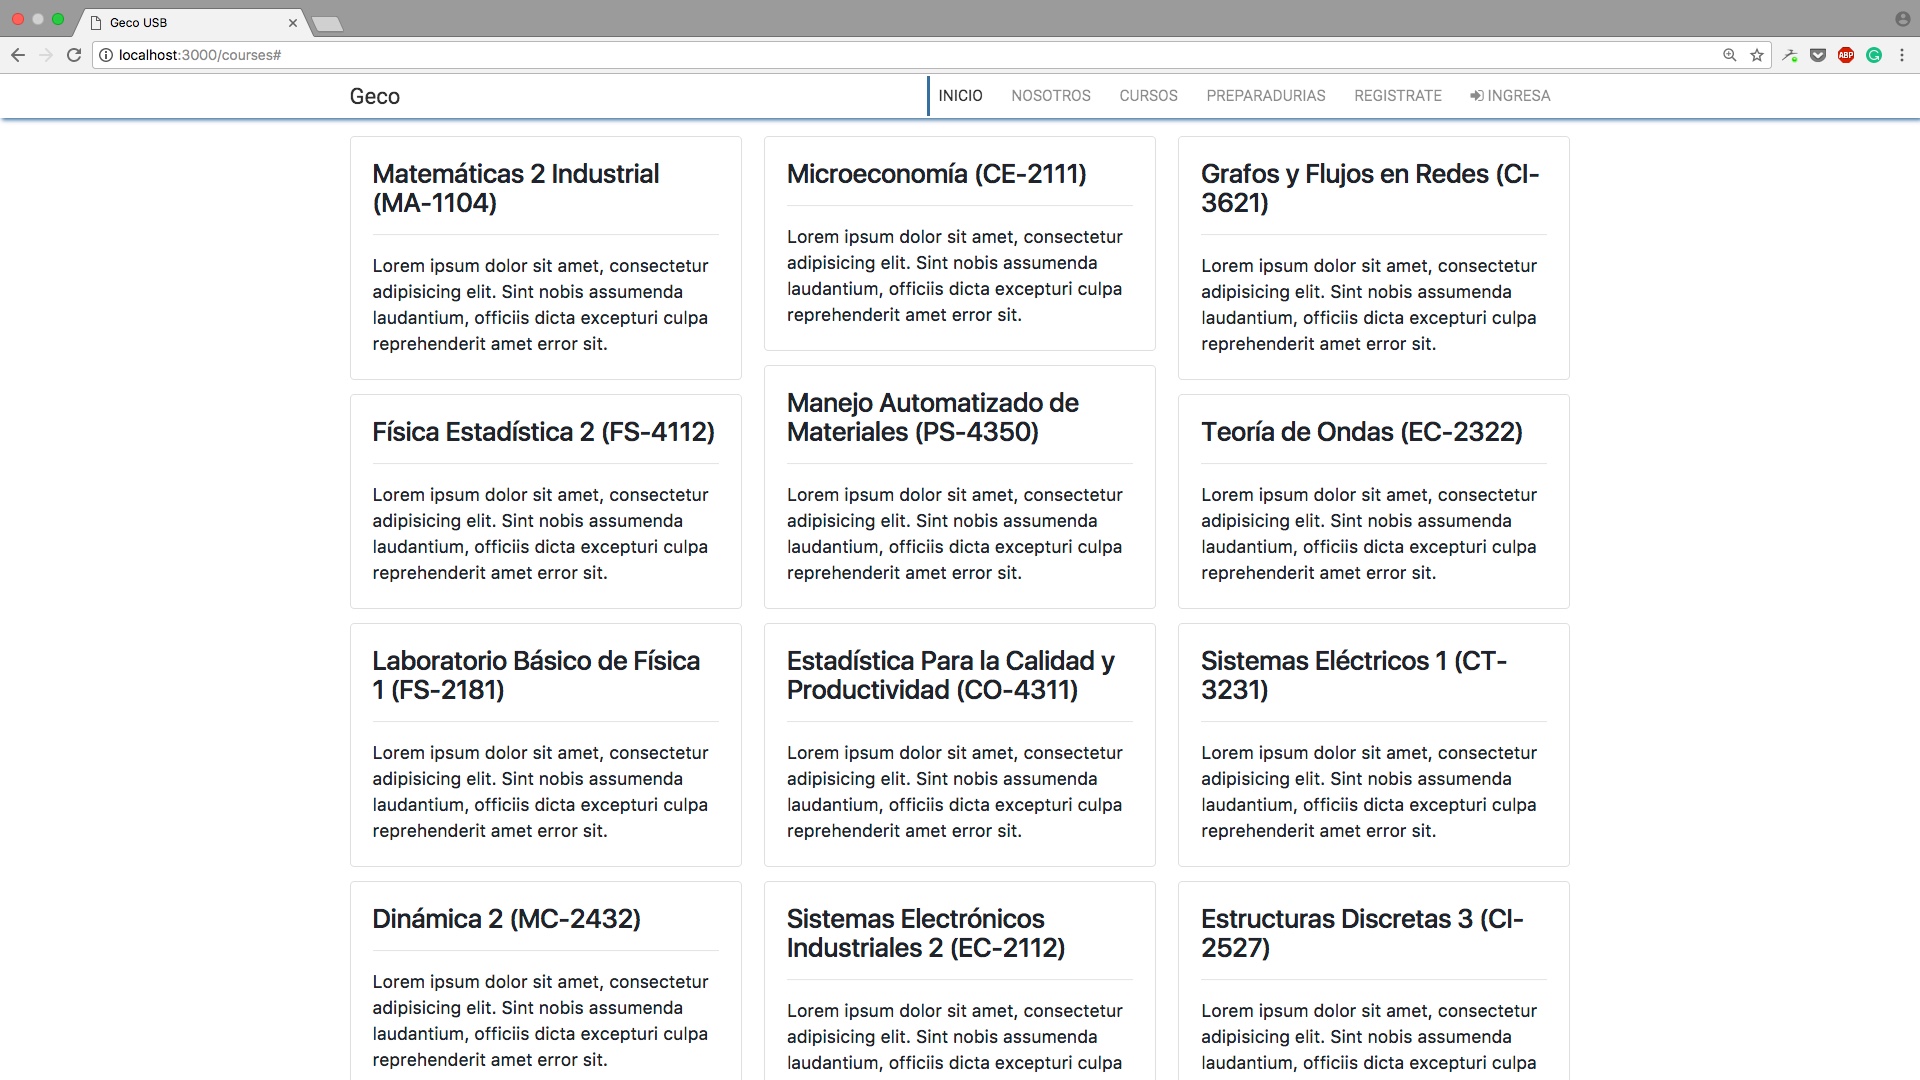 Geco USB
localhost:3000/courses#
ABP
Geco
INICIO
NOSOTROS
CURSOS
PREPARADURIAS
REGISTRATE
INGRESA
Matemáticas 2 Industrial
(MA-1104)
Lorem ipsum dolor sit amet, consectetur
adipisicing elit. Sint nobis assumenda
laudantium, officiis dicta excepturi culpa
reprehenderit amet error sit.
Física Estadística 2 (FS-4112)
Lorem ipsum dolor sit amet, consectetur
adipisicing elit. Sint nobis assumenda
laudantium, officiis dicta excepturi culpa
reprehenderit amet error sit.
Laboratorio Básico de Física
1 (FS-2181)
Lorem ipsum dolor sit amet, consectetur
adipisicing elit. Sint nobis assumenda
laudantium, officiis dicta excepturi culpa
reprehenderit amet error sit.
Dinámica 2 (MC-2432)
Lorem ipsum dolor sit amet, consectetur
adipisicing elit. Sint nobis assumenda
laudantium, officiis dicta excepturi culpa
reprehenderit amet error sit.
Microeconomía (CE-2111)
Lorem ipsum dolor sit amet, consectetur
adipisicing elit. Sint nobis assumenda
laudantium, officiis dicta excepturi culpa
reprehenderit amet error sit.
Manejo Automatizado de
Materiales (PS-4350)
Lorem ipsum dolor sit amet, consectetur
adipisicing elit. Sint nobis assumenda
laudantium, officiis dicta excepturi culpa
reprehenderit amet error sit.
Estadística Para la Calidad y
Productividad (CO-4311)
Lorem ipsum dolor sit amet, consectetur
adipisicing elit. Sint nobis assumenda
laudantium, officiis dicta excepturi culpa
reprehenderit amet error sit.
Sistemas Electrónicos
Industriales 2 (EC-2112)
Lorem ipsum dolor sit amet, consectetur
adipisicing elit. Sint nobis assumenda
laudantium, officiis dicta excepturi culpa
Grafos y Flujos en Redes (CI-
3621)
Lorem ipsum dolor sit amet, consectetur
adipisicing elit. Sint nobis assumenda
laudantium, officiis dicta excepturi culpa
reprehenderit amet error sit.
Teoría de Ondas (EC-2322)
Lorem ipsum dolor sit amet, consectetur
adipisicing elit. Sint nobis assumenda
laudantium, officiis dicta excepturi culpa
reprehenderit amet error sit.
Sistemas Eléctricos 1 (CT-
3231)
Lorem ipsum dolor sit amet, consectetur
adipisicing elit. Sint nobis assumenda
laudantium, officiis dicta excepturi culpa
reprehenderit amet error sit.
Estructuras Discretas 3 (CI-
2527)
Lorem ipsum dolor sit amet, consectetur
adipisicing elit. Sint nobis assumenda
laudantium, officiis dicta excepturi culpa